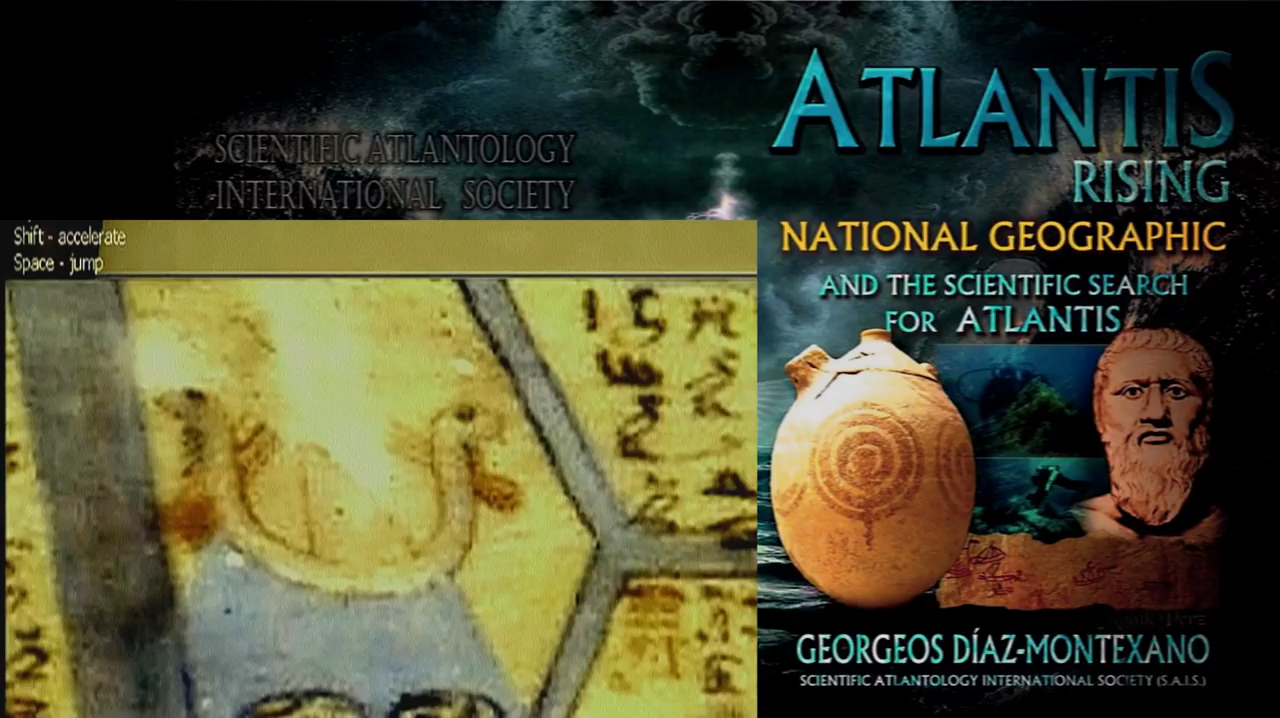 SCIENTIFIC ATLANTOLOGY
INTERNATIONAL SOCIETY
Shift - accelerate
Space - jump
ATLANTIS
RISING
NATIONAL GEOGRAPHIC
AND THE SCIENTIFIC SEARCH
FOR ATLANTIS
GEORGEOS DÍAZ-MONTEXANO
SCIENTIFIC ATLANTOLOGY INTERNATIONAL SOCIETY (S.A.I.S.)